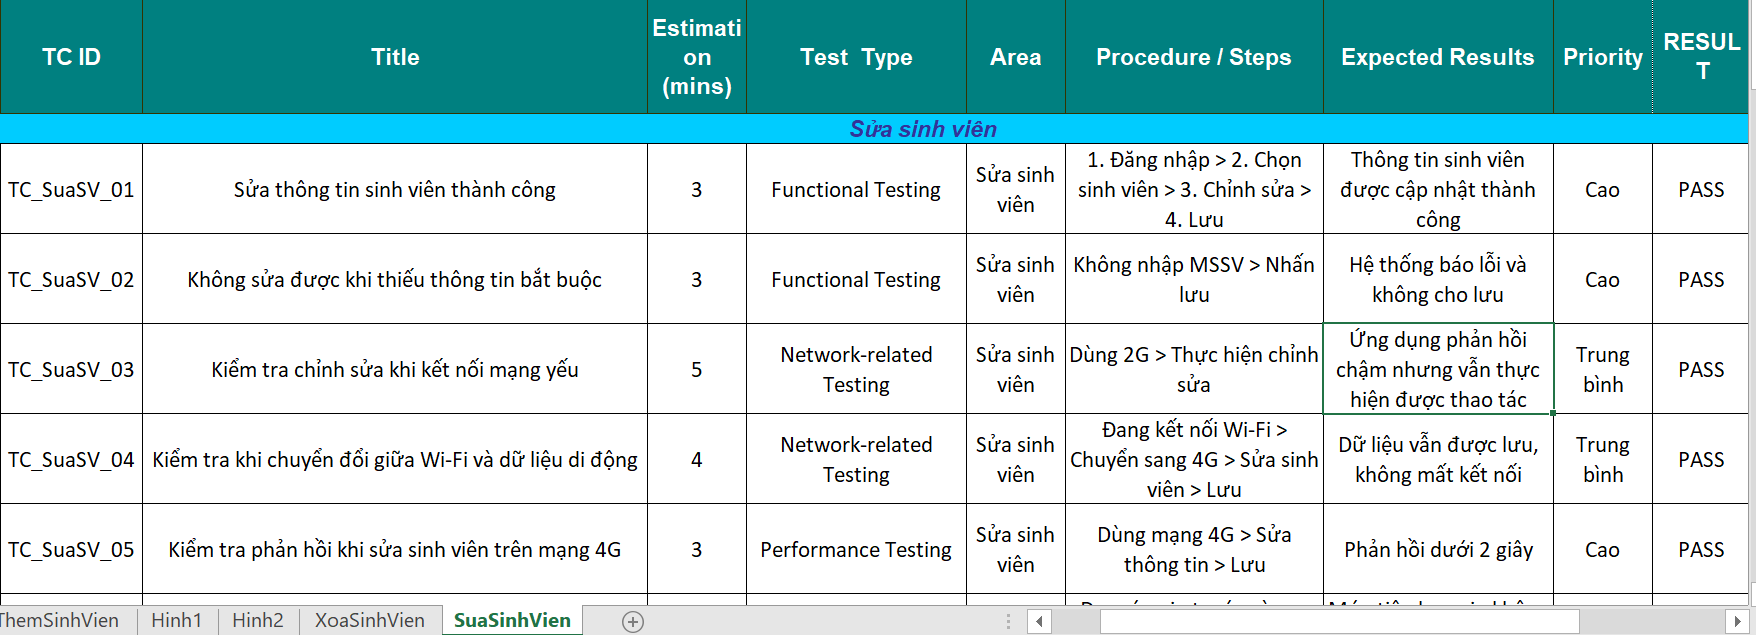 TC ID
Title
Estimati
on
(mins)
Test  Type
Area
Procedure / Steps
Expected Results
Priority
RESUL
T
Sửa sinh viên
TC_SuaSV_01
Sửa thông tin sinh viên thành công
3
Functional Testing
Sửa sinh
viên
1. Đăng nhập > 2. Chọn
sinh viên > 3. Chỉnh sửa >
4. Lưu
Thông tin sinh viên
được cập nhật thành
công
Cao
PASS
TC_SuaSV_02
Không sửa được khi thiếu thông tin bắt buộc
3
Functional Testing
Sửa sinh
viên
Không nhập MSSV > Nhấn
lưu
Hệ thống báo lỗi và
không cho lưu
Cao
PASS
TC_SuaSV_03
Kiểm tra chỉnh sửa khi kết nối mạng yếu
5
Network-related
Testing
Sửa sinh
viên
Dùng 2G > Thực hiện chỉnh
sửa
Ứng dụng phản hồi
chậm nhưng vẫn thực
hiện được thao tác
Trung
bình
PASS
TC_SuaSV_04
Kiểm tra khi chuyển đổi giữa Wi-Fi và dữ liệu di động
4
Network-related
Testing
Sửa sinh
viên
Đang kết nối Wi-Fi >
Chuyển sang 4G > Sửa sinh
viên > Lưu
Dữ liệu vẫn được lưu,
không mất kết nối
Trung
bình
PASS
TC_SuaSV_05
Kiểm tra phản hồi khi sửa sinh viên trên mạng 4G
3
Performance Testing
Sửa sinh
viên
Dùng mạng 4G > Sửa
thông tin > Lưu
Phản hồi dưới 2 giây
Cao
PASS
ThemSinhVien
Hinh1
Hinh2
XoaSinhVien
SuaSinhVien